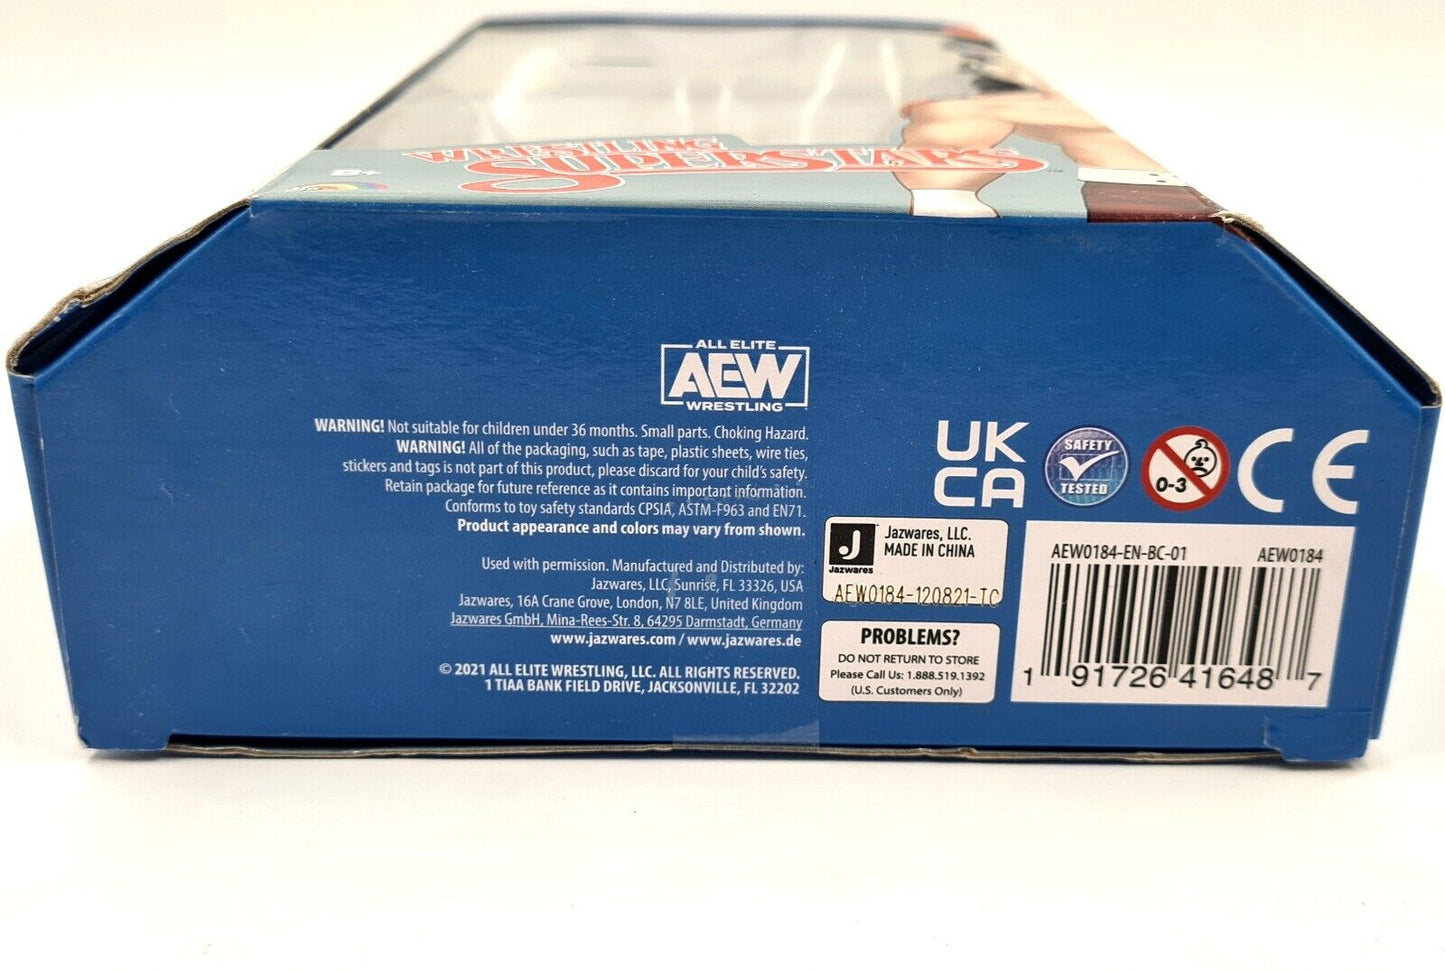 WRESTLING
SUPERSTARS
8+
ALL ELITE
AEW
WRESTLING
WARNING! Not suitable for children under 36 months. Small parts. Choking Hazard.
WARNING! All of the packaging, such as tape, plastic sheets, wire ties,
stickers and tags is not part of this product, please discard for your child's safety.
Retain package for future reference as it contains important information.
Conforms to toy safety standards CPSIA, ASTM-F963 and EN71.
Product appearance and colors may vary from shown.
Used with permission. Manufactured and Distributed by:
Jazwares, LLC, Sunrise, FL 33326, USA
Jazwares, 16A Crane Grove, London, N7 8LE, United Kingdom
Jazwares GmbH, Mina-Rees-Str. 8, 64295 Darmstadt, Germany
www.jazwares.com / www.jazwares.de
© 2021 ALL ELITE WRESTLING, LLC. ALL RIGHTS RESERVED.
1 TIAA BANK FIELD DRIVE, JACKSONVILLE, FL 32202
UK
CA
SAFETY
TESTED
0-3
CE
J
Jazwares
Jazwares, LLC.
MADE IN CHINA
AEW0184-120821-TC
PROBLEMS?
DO NOT RETURN TO STORE
Please Call Us: 1.888.519.1392
(U.S. Customers Only)
AEW0184-EN-BC-01 AEW0184
1 91726 41648 7